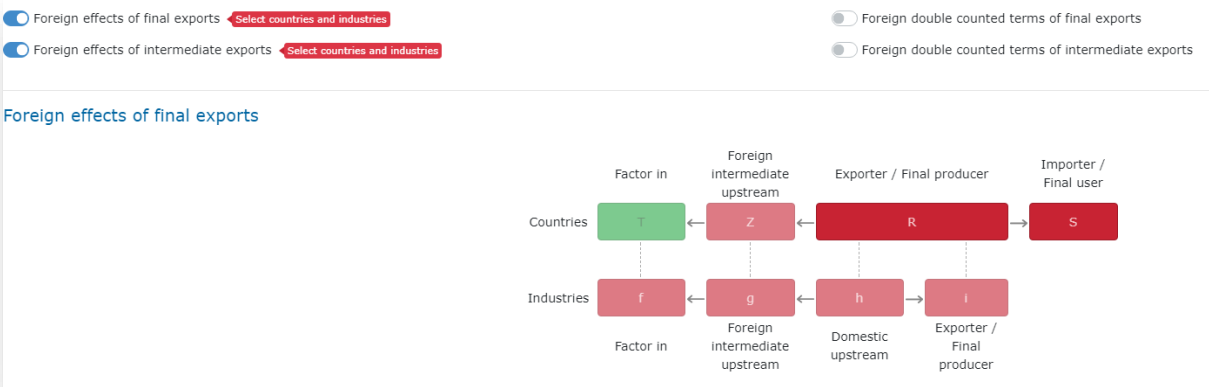 Foreign effects of final exports Select countries and industries Foreign double counted terms of final exports
Foreign effects of intermediate exports Select countries and industries Foreign double counted terms of intermediate exports
Foreign effects of final exports
Factor in
Foreign
intermediate
upstream
Exporter / Final producer
Importer /
Final user
Countries T Z R S
Industries f g h i
Factor in
Foreign
intermediate
upstream
Domestic
upstream
Exporter /
Final
producer